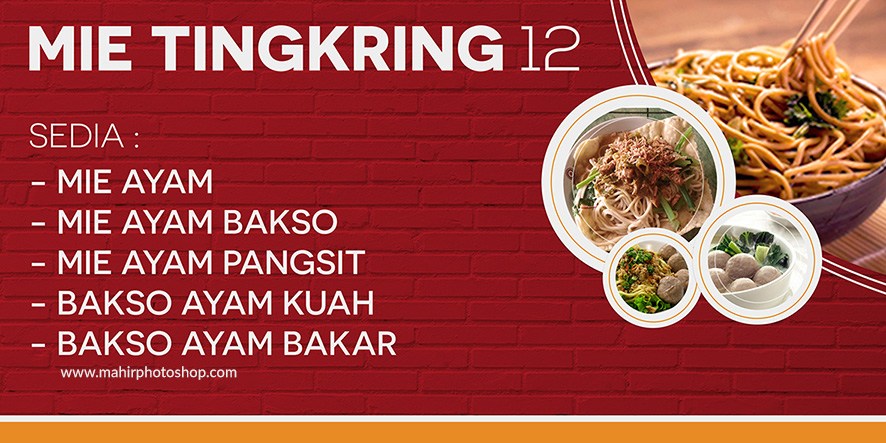 MIE TINGKRING 12
SEDIA :
- MIE AYAM
- MIE AYAM BAKSO
- MIE AYAM PANGSIT
- BAKSO AYAM KUAH
- BAKSO AYAM BAKAR
www.mahirphotoshop.com